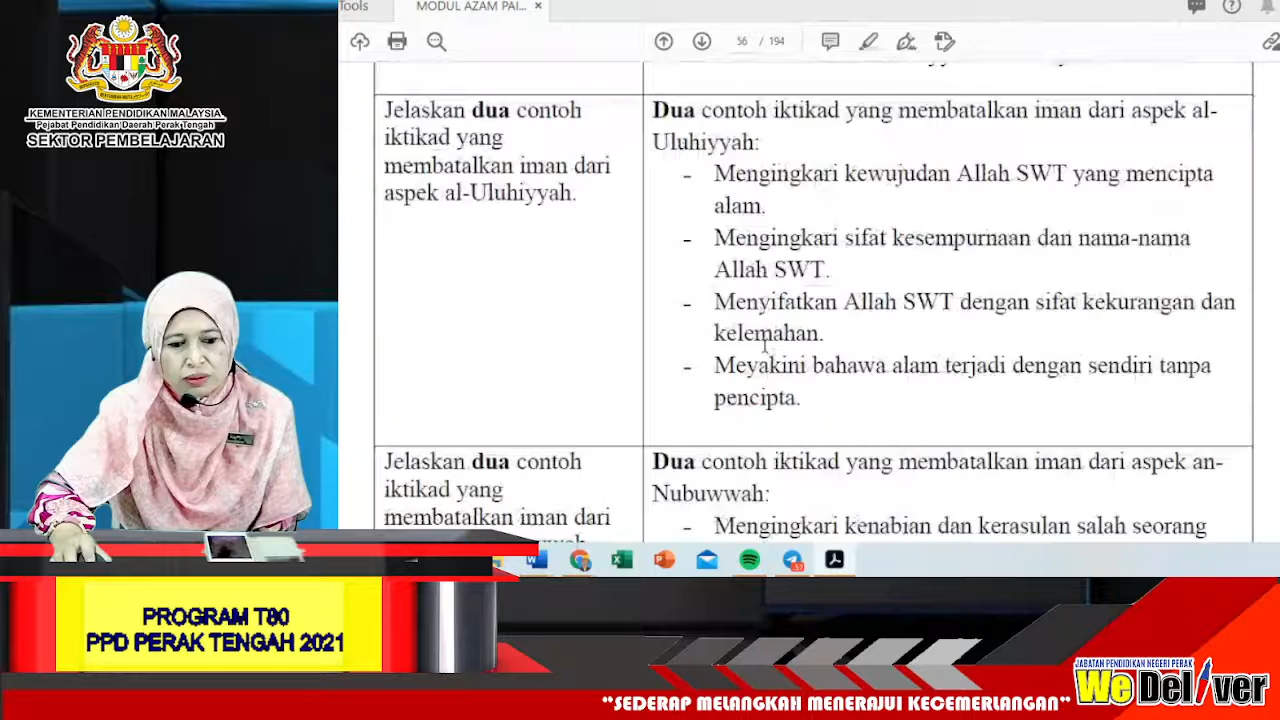 Tools
MODUL AZAM PAI...
×
KEMENTERIAN PENDIDIKAN MALAYSIA
Pejabat Pendidikan Daerah Perak Tengah
SEKTOR PEMBELAJARAN
56 / 194
Jelaskan dua contoh
iktikad yang
membatalkan iman dari
aspek al-Uluhiyyah.
Dua contoh iktikad yang membatalkan iman dari aspek al-
Uluhiyyah:
- Mengingkari kewujudan Allah SWT yang mencipta
alam.
- Mengingkari sifat kesempurnaan dan nama-nama
Allah SWT.
- Menyifatkan Allah SWT dengan sifat kekurangan dan
kelemahan.
- Meyakini bahawa alam terjadi dengan sendiri tanpa
pencipta.
Jelaskan dua contoh
iktikad yang
membatalkan iman dari
Dua contoh iktikad yang membatalkan iman dari aspek an-
Nubuwwah:
- Mengingkari kenabian dan kerasulan salah seorang
PROGRAM T80
PPD PERAK TENGAH 2021
JABATAN PENDIDIKAN NEGERI PERAK
We Deliver
"SEDERAP MELANGKAH MENERAJUI KECEMERLANGAN"